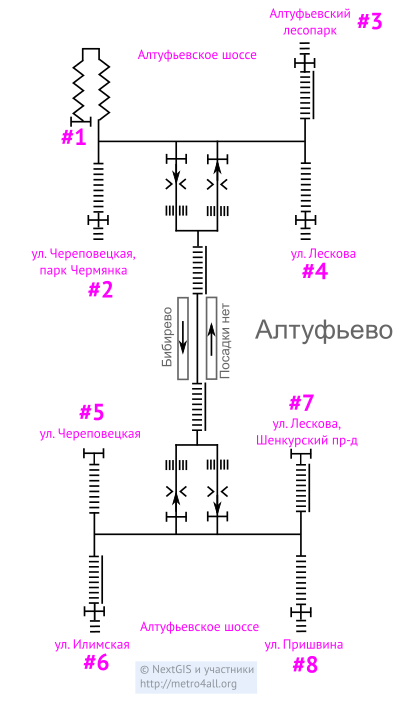 Алтуфьевский
лесопарк
#3
Алтуфьевское шоссе
#1
ул. Череповецкая,
парк Чермянка
#2
ул. Лескова
#4
Бибирево
Посадки нет
Алтуфьево
#5
ул. Череповецкая
#7
ул. Лескова,
Шенкурский пр-д
Алтуфьевское шоссе
ул. Илимская
#6
ул. Пришвина
#8
© NextGIS и участники
http://metro4all.org